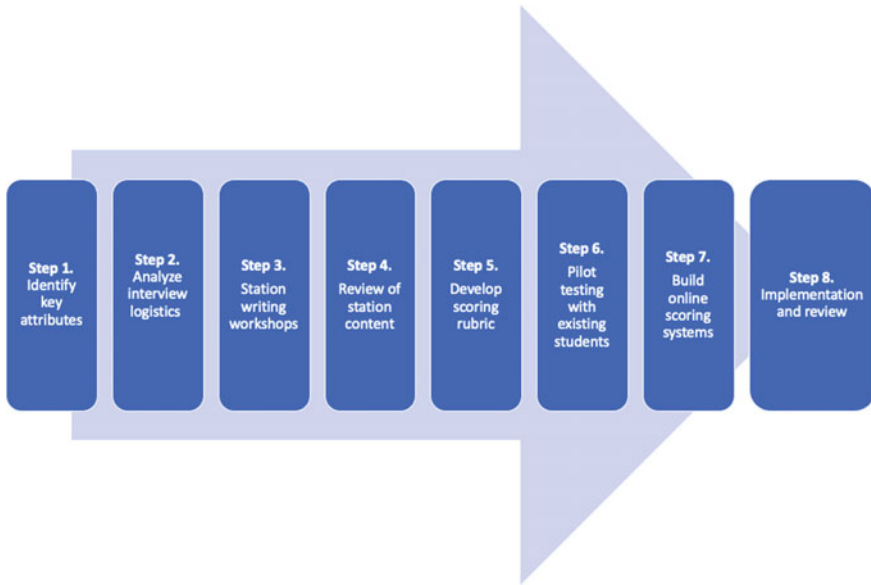 Step 1.
Identify
key
attributes
Step 2.
Analyze
interview
logistics
Step 3.
Station
writing
workshops
Step 4.
Review of
station
content
Step 5.
Develop
scoring
rubric
Step 6.
Pilot
testing
with
existing
students
Step 7.
Build
online
scoring
systems
Step 8.
Implementation
and review